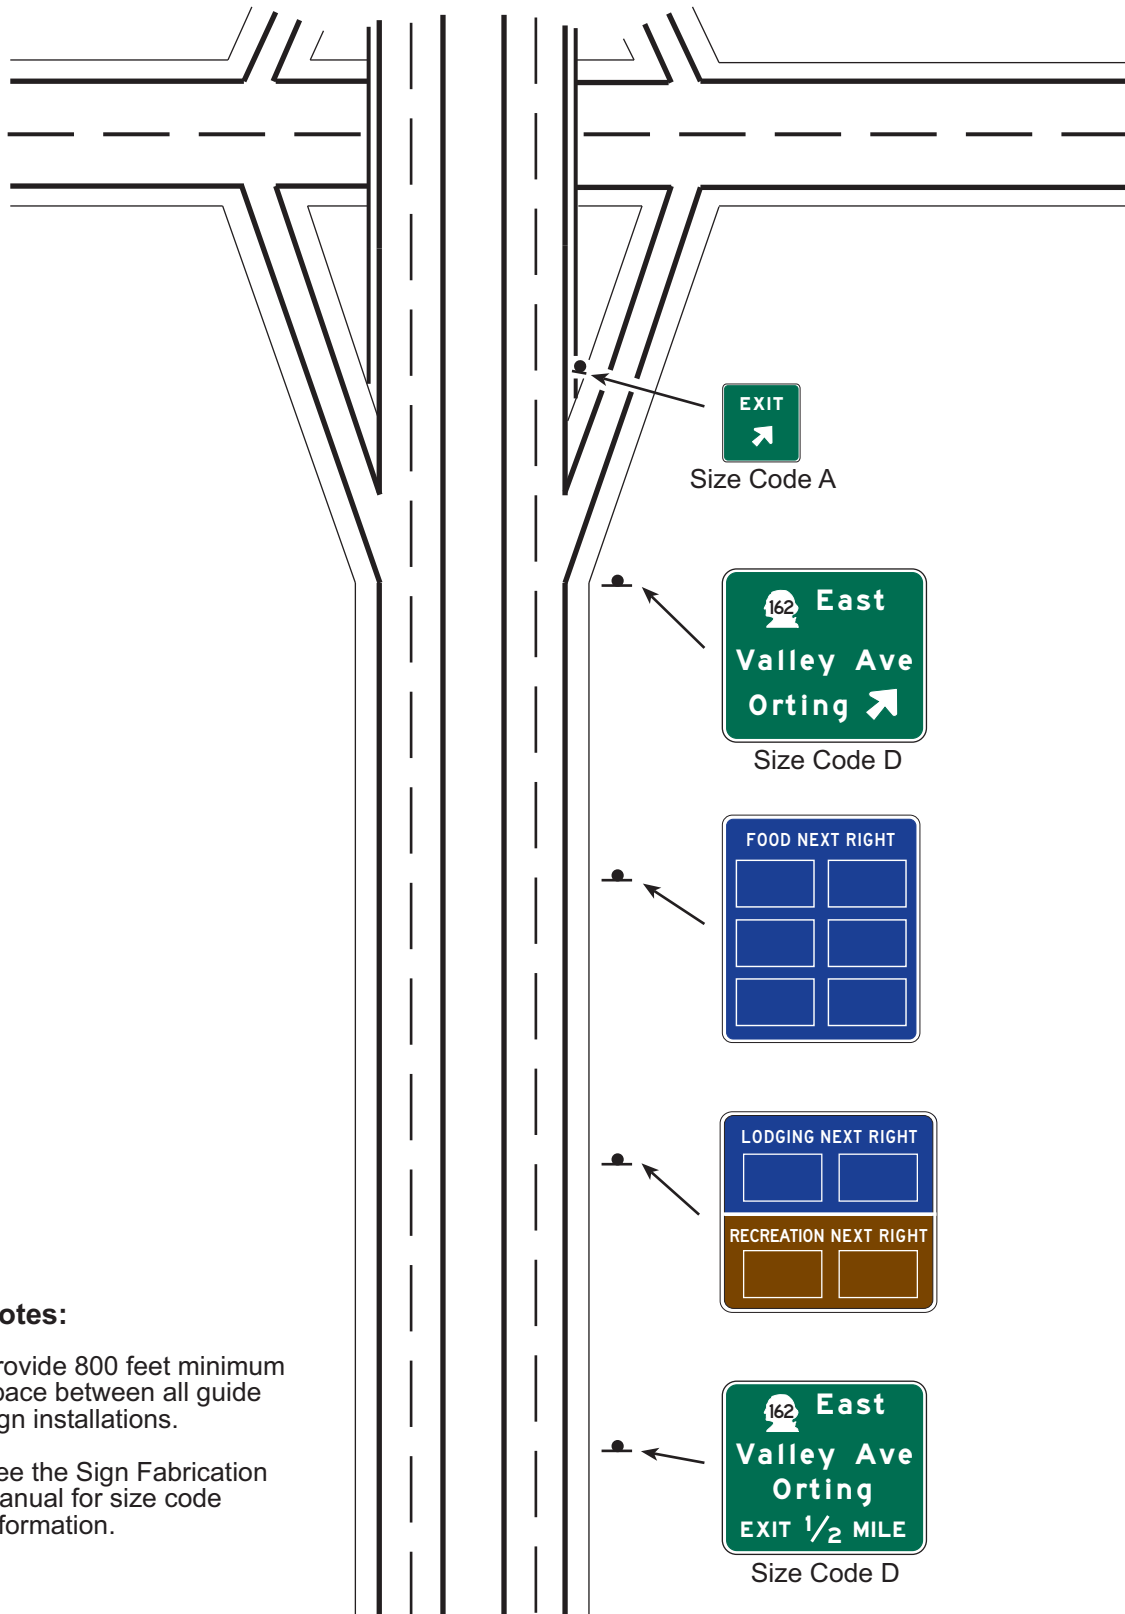 EXIT
Size Code A
162 East
Valley Ave
Orting
Size Code D
FOOD NEXT RIGHT
LODGING NEXT RIGHT
RECREATION NEXT RIGHT
otes:
rovide 800 feet minimum
pace between all guide
gn installations.
ee the Sign Fabrication
anual for size code
formation.
162 East
Valley Ave
Orting
EXIT 1/2 MILE
Size Code D